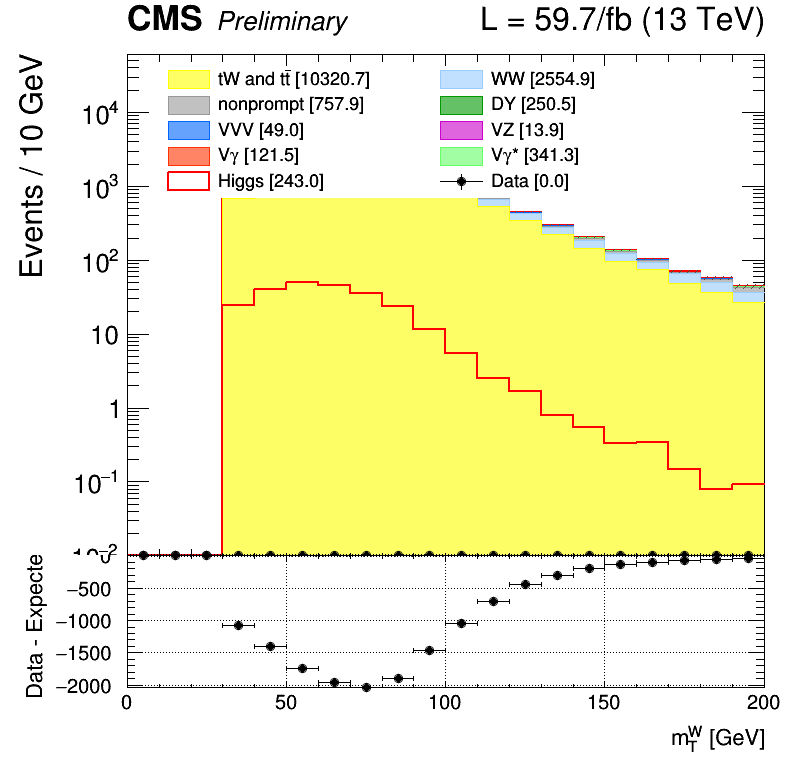 CMS Preliminary L = 59.7/fb (13 TeV)
Events / 10 GeV
tW and tt̄ [10320.7] WW [2554.9]
nonprompt [757.9] DY [250.5]
VVV [49.0] VZ [13.9]
Vγ [121.5] Vγ* [341.3]
Higgs [243.0] Data [0.0]
10⁴
10³
10²
10
1
10⁻¹
Data - Expecte
0
−500
−1000
−1500
−2000
0 50 100 150 200
m_T^W [GeV]